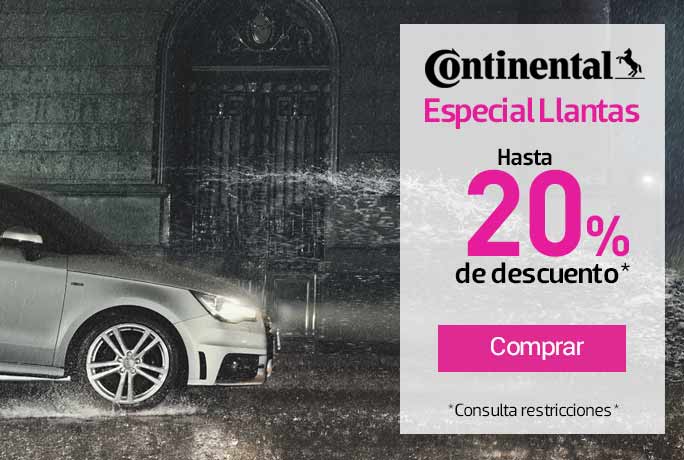 Continental
Especial Llantas
Hasta
20%
de descuento*
Comprar
*Consulta restricciones*